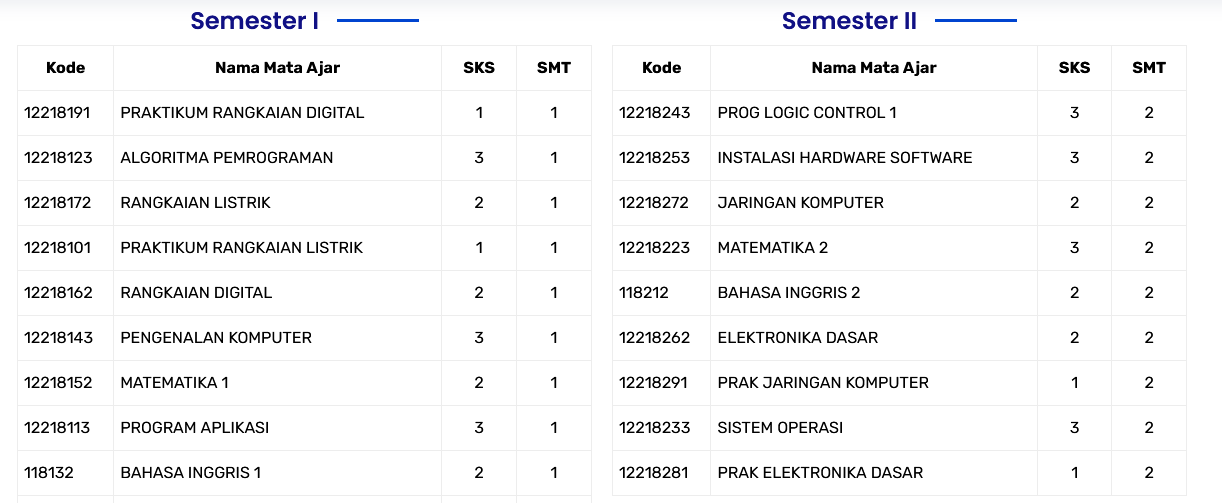 Semester I
Kode Nama Mata Ajar SKS SMT
12218191 PRAKTIKUM RANGKAIAN DIGITAL 1 1
12218123 ALGORITMA PEMROGRAMAN 3 1
12218172 RANGKAIAN LISTRIK 2 1
12218101 PRAKTIKUM RANGKAIAN LISTRIK 1 1
12218162 RANGKAIAN DIGITAL 2 1
12218143 PENGENALAN KOMPUTER 3 1
12218152 MATEMATIKA 1 2 1
12218113 PROGRAM APLIKASI 3 1
118132 BAHASA INGGRIS 1 2 1
Semester II
Kode Nama Mata Ajar SKS SMT
12218243 PROG LOGIC CONTROL 1 3 2
12218253 INSTALASI HARDWARE SOFTWARE 3 2
12218272 JARINGAN KOMPUTER 2 2
12218223 MATEMATIKA 2 3 2
118212 BAHASA INGGRIS 2 2 2
12218262 ELEKTRONIKA DASAR 2 2
12218291 PRAK JARINGAN KOMPUTER 1 2
12218233 SISTEM OPERASI 3 2
12218281 PRAK ELEKTRONIKA DASAR 1 2